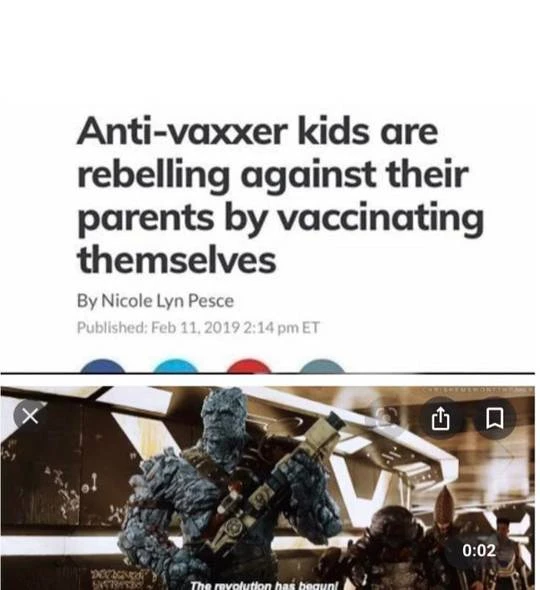 Anti-vaxxer kids are
rebelling against their
parents by vaccinating
themselves
By Nicole Lyn Pesce
Published: Feb 11, 2019 2:14 pm ET
0:02
The revolution has begun!